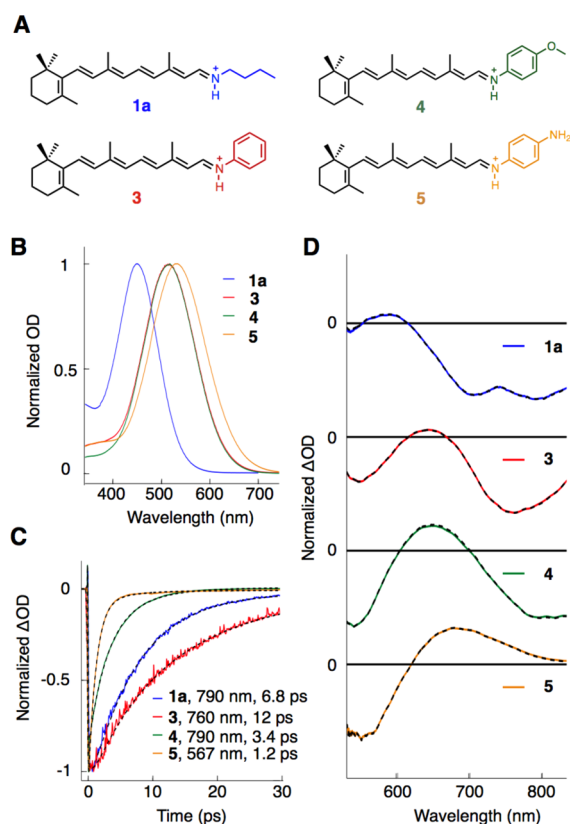 A
N
+
H
1a
N
+
H
O
4
N
+
H
3
N
+
H
NH2
5
B
Normalized OD
1
0.5
0
1a
3
4
5
400 500 600 700
Wavelength (nm)
C
Normalized ΔOD
0
-0.5
-1
1a, 790 nm, 6.8 ps
3, 760 nm, 12 ps
4, 790 nm, 3.4 ps
5, 567 nm, 1.2 ps
0 10 20 30
Time (ps)
D
Normalized ΔOD
0
1a
0
3
0
4
0
5
600 700 800
Wavelength (nm)